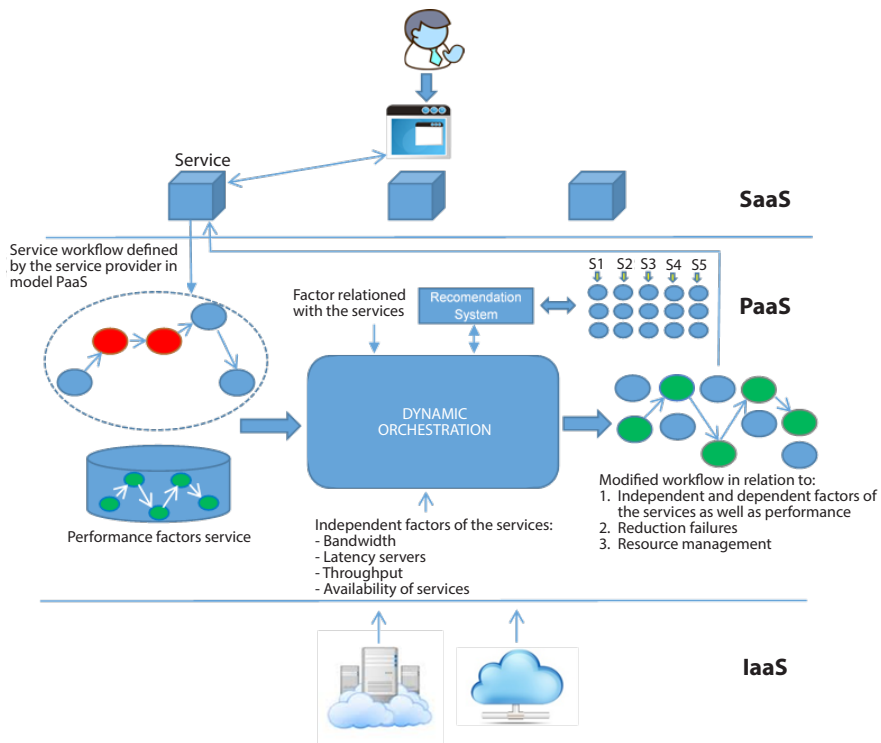 Service
SaaS
Service workflow defined
by the service provider in
model PaaS
S1 S2 S3 S4 S5
Factor relationed
with the services
Recomendation
System
PaaS
DYNAMIC
ORCHESTRATION
Performance factors service
Independent factors of the services:
- Bandwidth
- Latency servers
- Throughput
- Availability of services
Modified workflow in relation to:
1. Independent and dependent factors of
the services as well as performance
2. Reduction failures
3. Resource management
IaaS